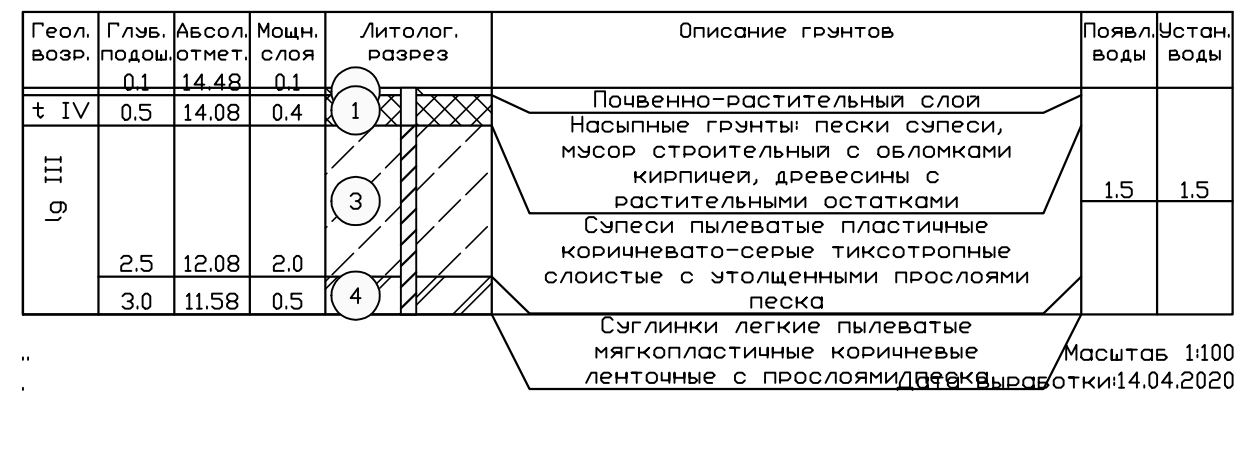 Геол. Глуб. Абсол. Мощн. Литолог. Описание грунтов Появл. Устан.
возр. подош. отмет. слоя разрез воды воды
0.1 14.48 0.1
Почвенно-растительный слой
t IV 0.5 14.08 0.4 1
Насыпные грунты: пески супеси,
мусор строительный с обломками
кирпичей, древесины с
растительными остатками
1.5 1.5
lg III
3
Супеси пылеватые пластичные
коричневато-серые тиксотропные
слоистые с утолщенными прослоями
песка
2.5 12.08 2.0
3.0 11.58 0.5 4
Суглинки легкие пылеватые
мягкопластичные коричневые
ленточные с прослоями песка
Масштаб 1:100
Дата выработки:14.04.2020